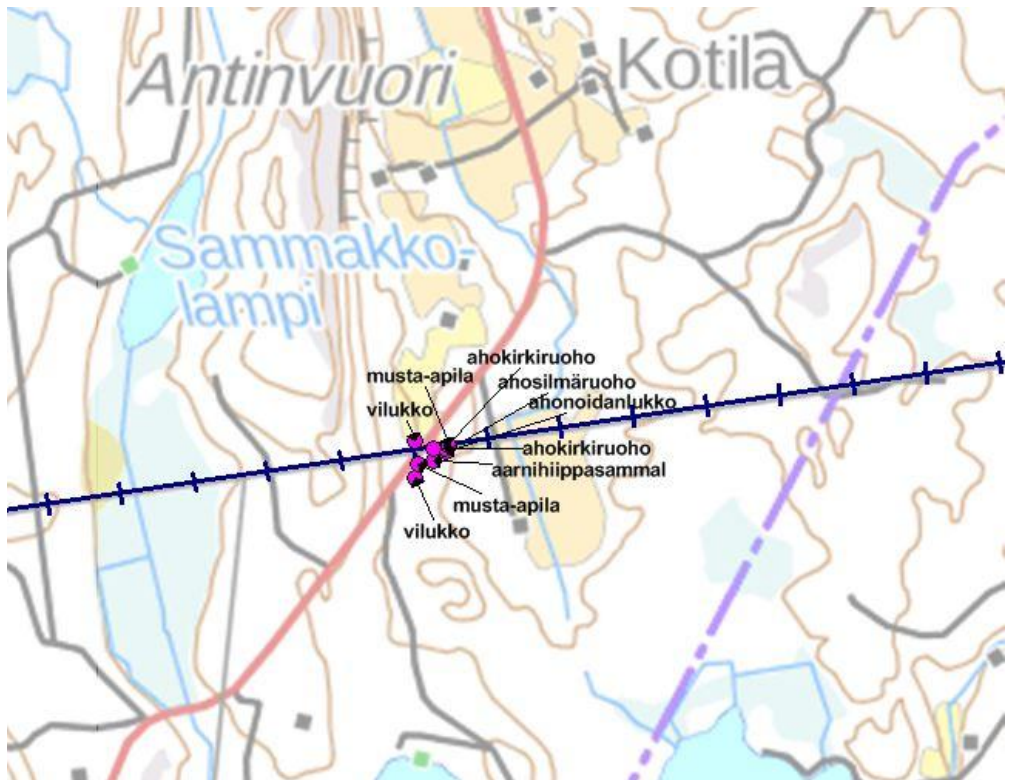 Antinvuori
Kotila
Sammakko-
lampi
ahokirkiruoho
musta-apila
ahosilmäruoho
ahonoidanlukko
vilukko
ahokirkiruoho
aarnihiippasammal
musta-apila
vilukko